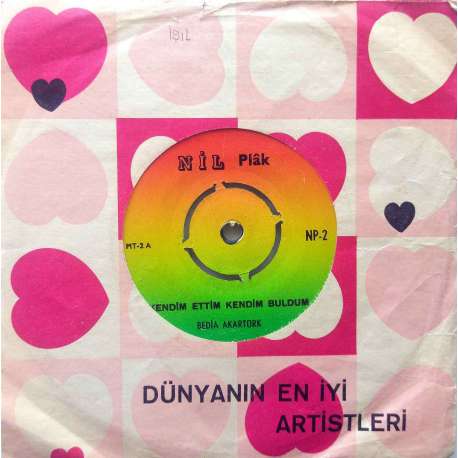 NİL Plâk
MT-2 A
NP-2
KENDİM ETTİM KENDİM BULDUM
BEDİA AKARTÜRK
DÜNYANIN EN İYİ
ARTİSTLERİ